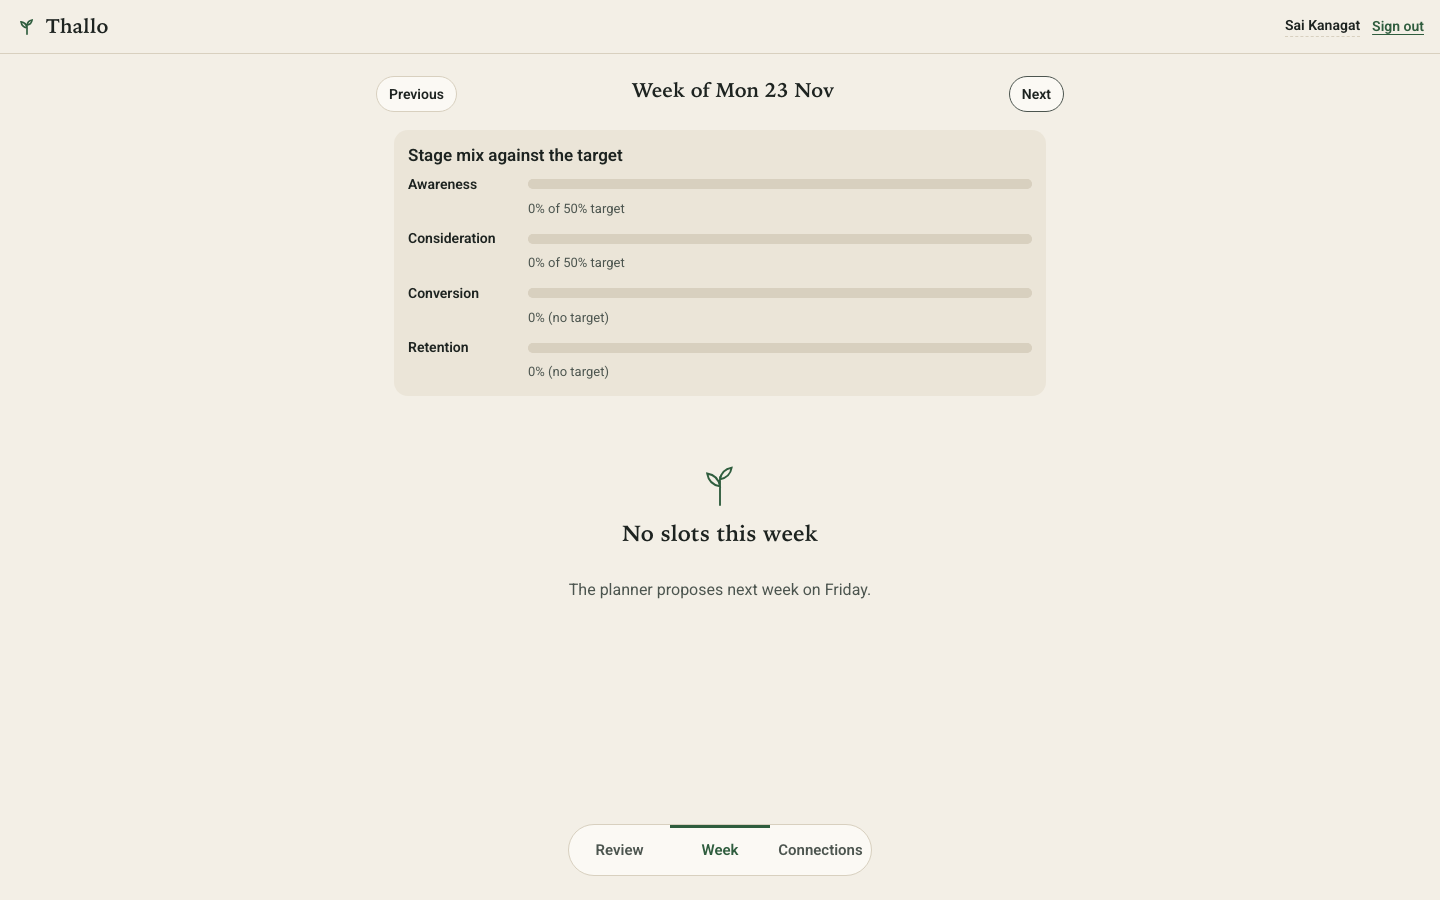 Thallo
Sai Kanagat
Sign out
Previous
Week of Mon 23 Nov
Next
Stage mix against the target
Awareness
0% of 50% target
Consideration
0% of 50% target
Conversion
0% (no target)
Retention
0% (no target)
No slots this week
The planner proposes next week on Friday.
Review
Week
Connections